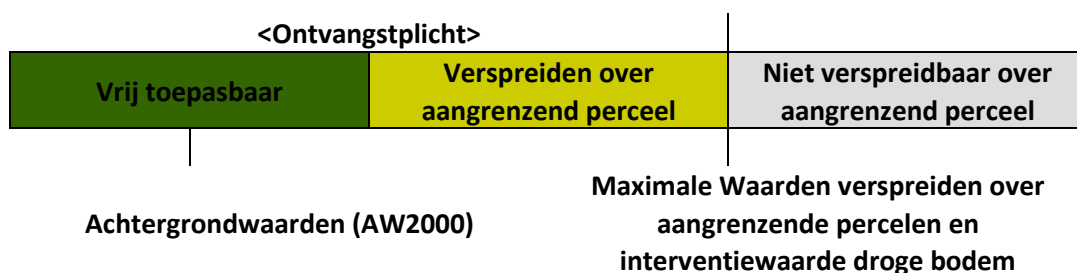 <Ontvangstplicht>
Vrij toepasbaar
Verspreiden over
aangrenzend perceel
Niet verspreidbaar over
aangrenzend perceel
Achtergrondwaarden (AW2000)
Maximale Waarden verspreiden over
aangrenzende percelen en
interventiewaarde droge bodem